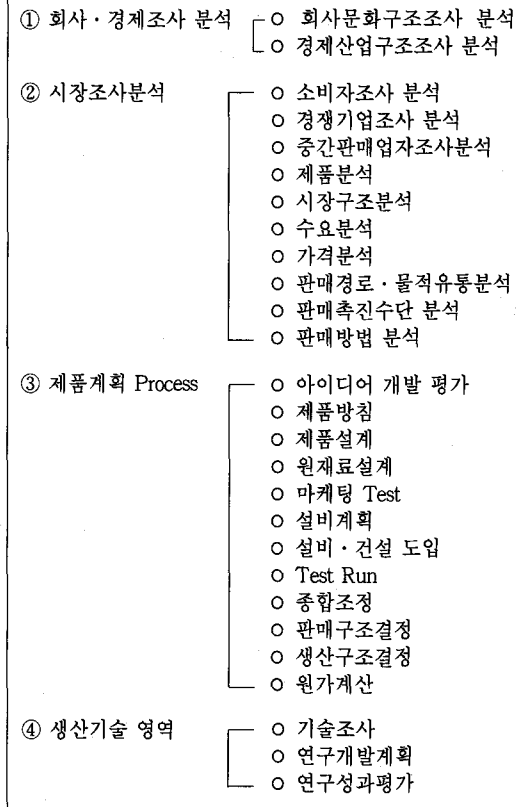 ① 회사 · 경제조사 분석 ㅇ 회사문화구조조사 분석
ㅇ 경제산업구조조사 분석
② 시장조사분석 ㅇ 소비자조사 분석
ㅇ 경쟁기업조사 분석
ㅇ 중간판매업자조사분석
ㅇ 제품분석
ㅇ 시장구조분석
ㅇ 수요분석
ㅇ 가격분석
ㅇ 판매경로 · 물적유통분석
ㅇ 판매촉진수단 분석
ㅇ 판매방법 분석
③ 제품계획 Process ㅇ 아이디어 개발 평가
ㅇ 제품방침
ㅇ 제품설계
ㅇ 원재료설계
ㅇ 마케팅 Test
ㅇ 설비계획
ㅇ 설비 · 건설 도입
ㅇ Test Run
ㅇ 종합조정
ㅇ 판매구조결정
ㅇ 생산구조결정
ㅇ 원가계산
④ 생산기술 영역 ㅇ 기술조사
ㅇ 연구개발계획
ㅇ 연구성과평가